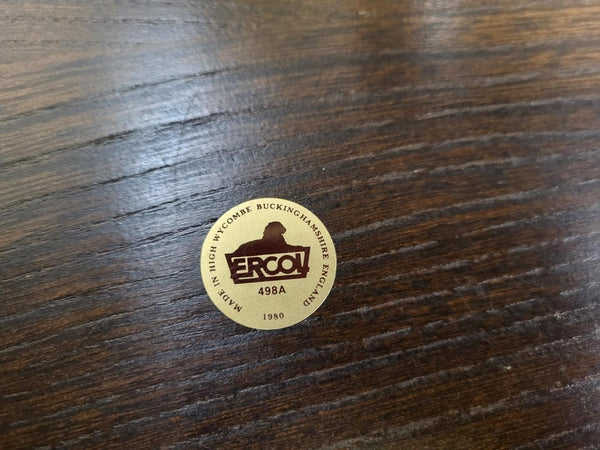 MADE IN HIGH WYCOMBE BUCKINGHAMSHIRE ENGLAND
ERCOL
498A
1980